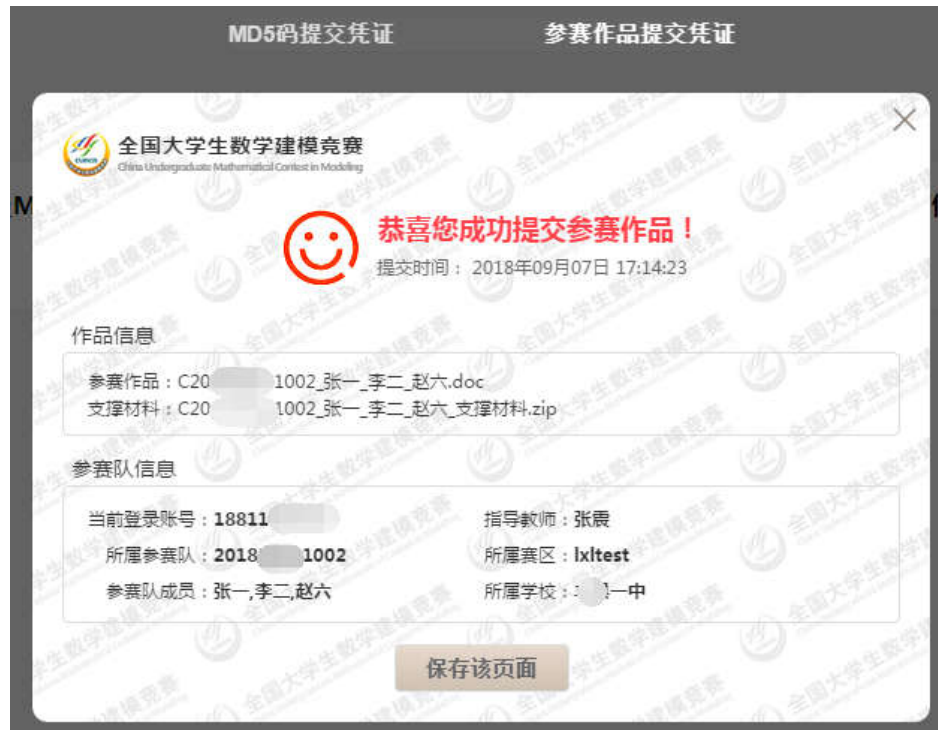 MD5码提交凭证 参赛作品提交凭证
全国大学生数学建模竞赛
China Undergraduate Mathematical Contest in Modeling
恭喜您成功提交参赛作品！
提交时间： 2018年09月07日 17:14:23
作品信息
参赛作品：C20 1002_张一_李二_赵六.doc
支撑材料：C20 1002_张一_李二_赵六_支撑材料.zip
参赛队信息
当前登录账号：18811 指导教师：张震
所属参赛队：2018 1002 所属赛区：lxltest
参赛队成员：张一,李二,赵六 所属学校： 一中
保存该页面